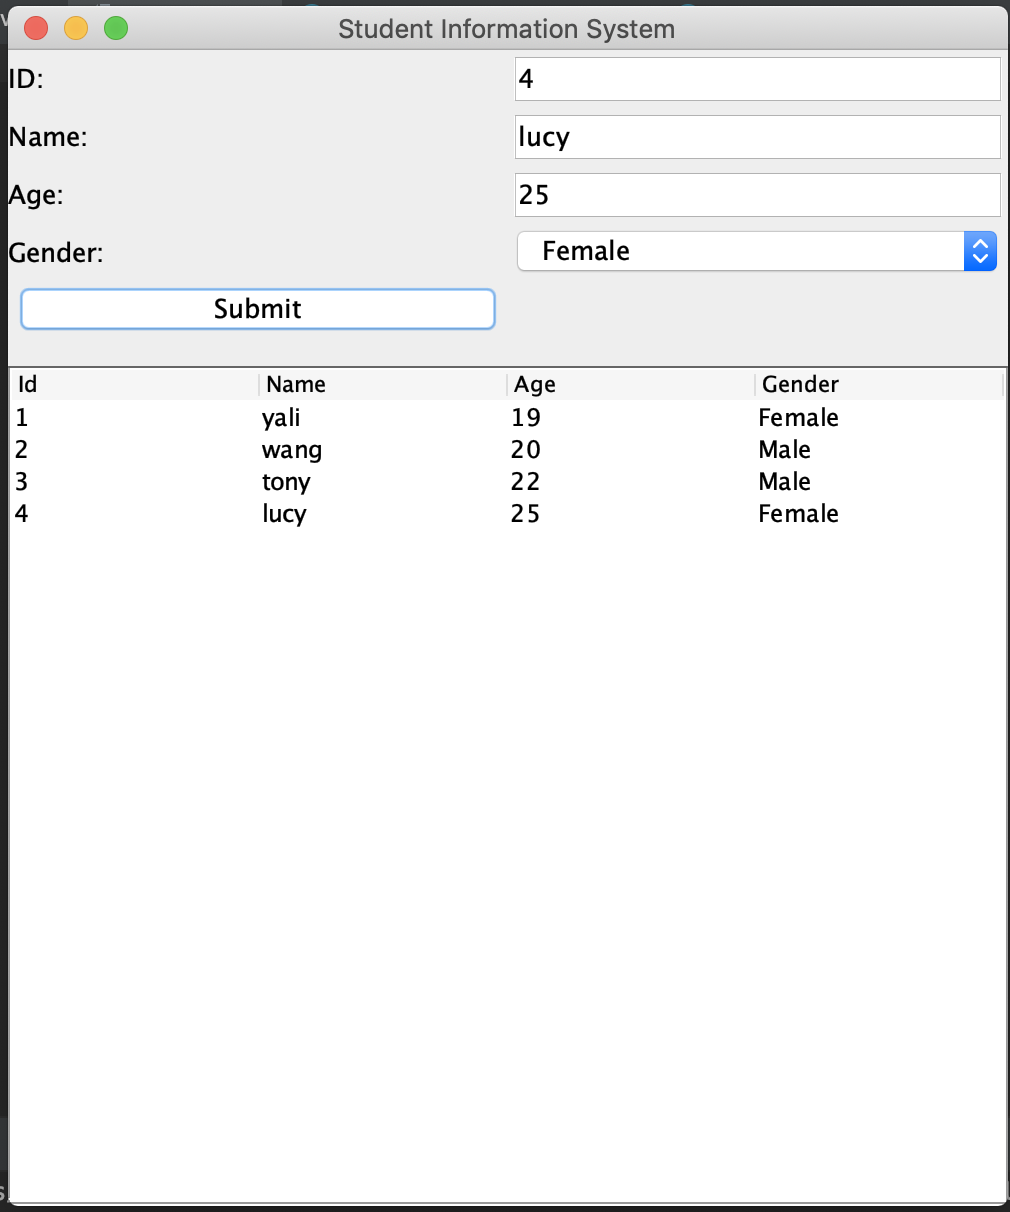 Student Information System
ID: 4
Name: lucy
Age: 25
Gender: Female
Submit
Id Name Age Gender
1 yali 19 Female
2 wang 20 Male
3 tony 22 Male
4 lucy 25 Female